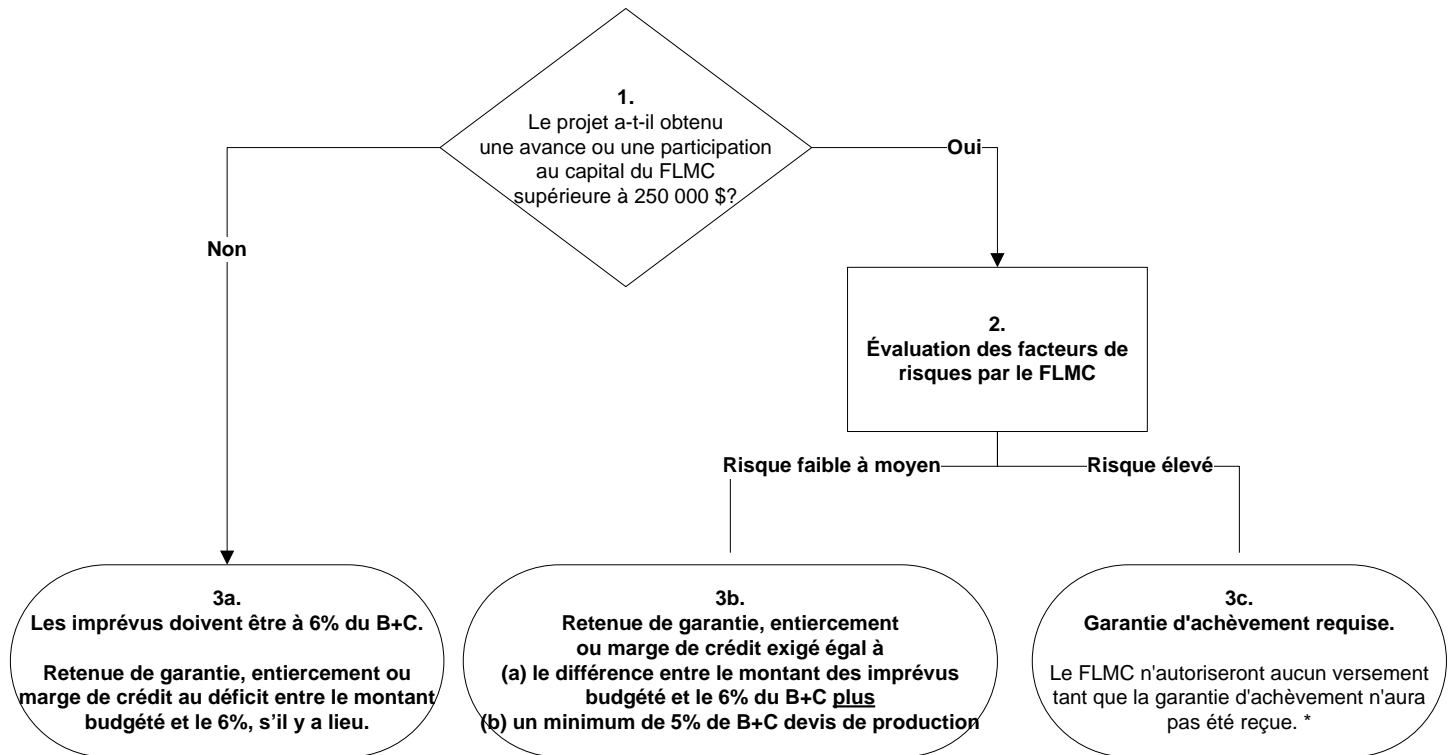 1.
Le projet a-t-il obtenu
une avance ou une participation
au capital du FLMC
supérieure à 250 000 $?
Oui
Non
2.
Évaluation des facteurs de
risques par le FLMC
Risque faible à moyen
Risque élevé
3a.
Les imprévus doivent être à 6% du B+C.
Retenue de garantie, entiercement ou
marge de crédit au déficit entre le montant
budgété et le 6%, s'il y a lieu.
3b.
Retenue de garantie, entiercement
ou marge de crédit exigé égal à
(a) le différence entre le montant des imprévus
budgété et le 6% du B+C plus
(b) un minimum de 5% de B+C devis de production
3c.
Garantie d'achèvement requise.
Le FLMC n'autoriseront aucun versement
tant que la garantie d'achèvement n'aura
pas été reçue. *